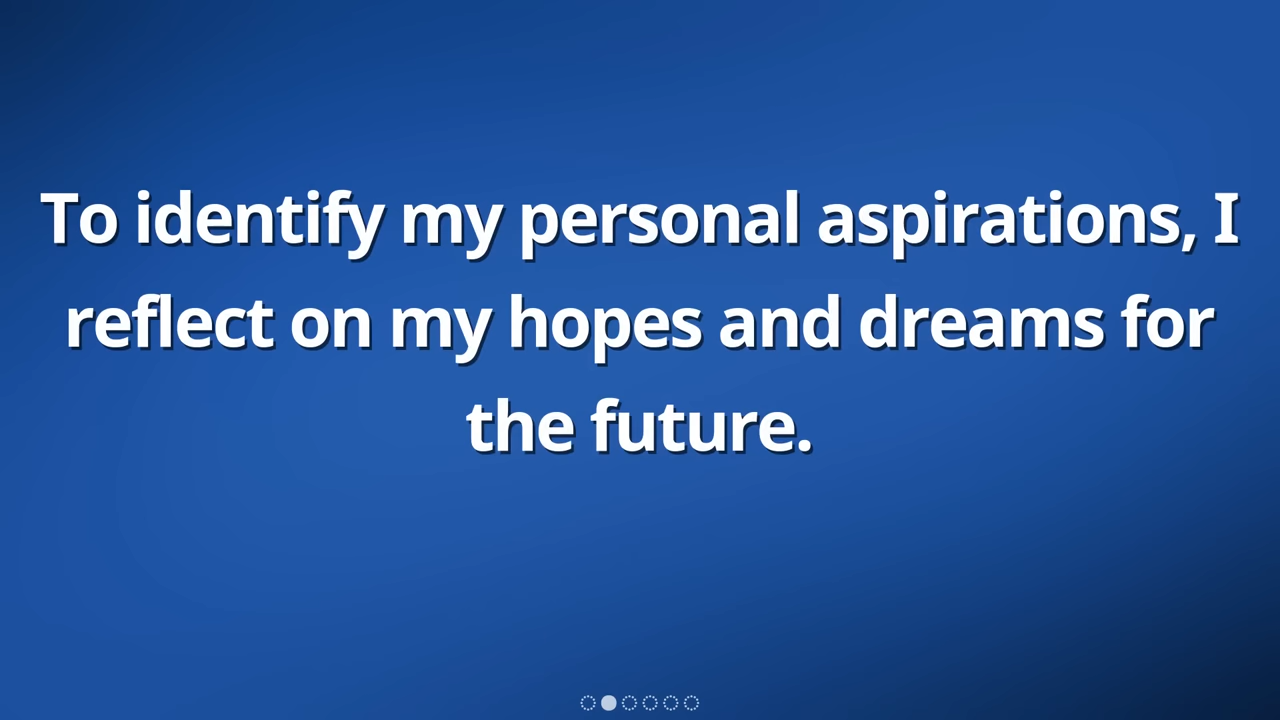 To identify my personal aspirations, I
reflect on my hopes and dreams for
the future.